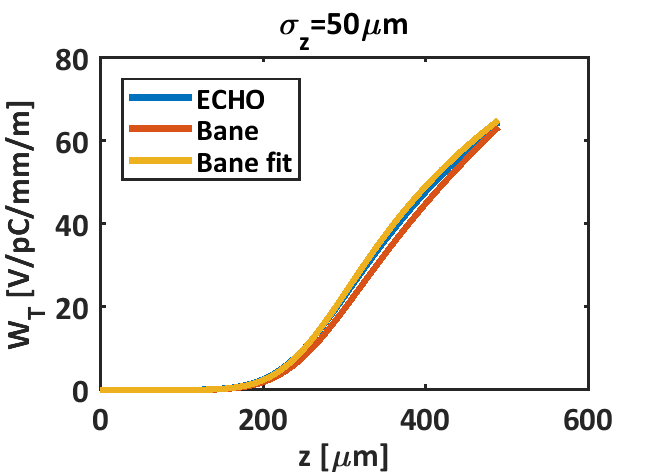 σz=50μm
80
60
40
20
0
WT [V/pC/mm/m]
ECHO
Bane
Bane fit
0 200 400 600
z [μm]